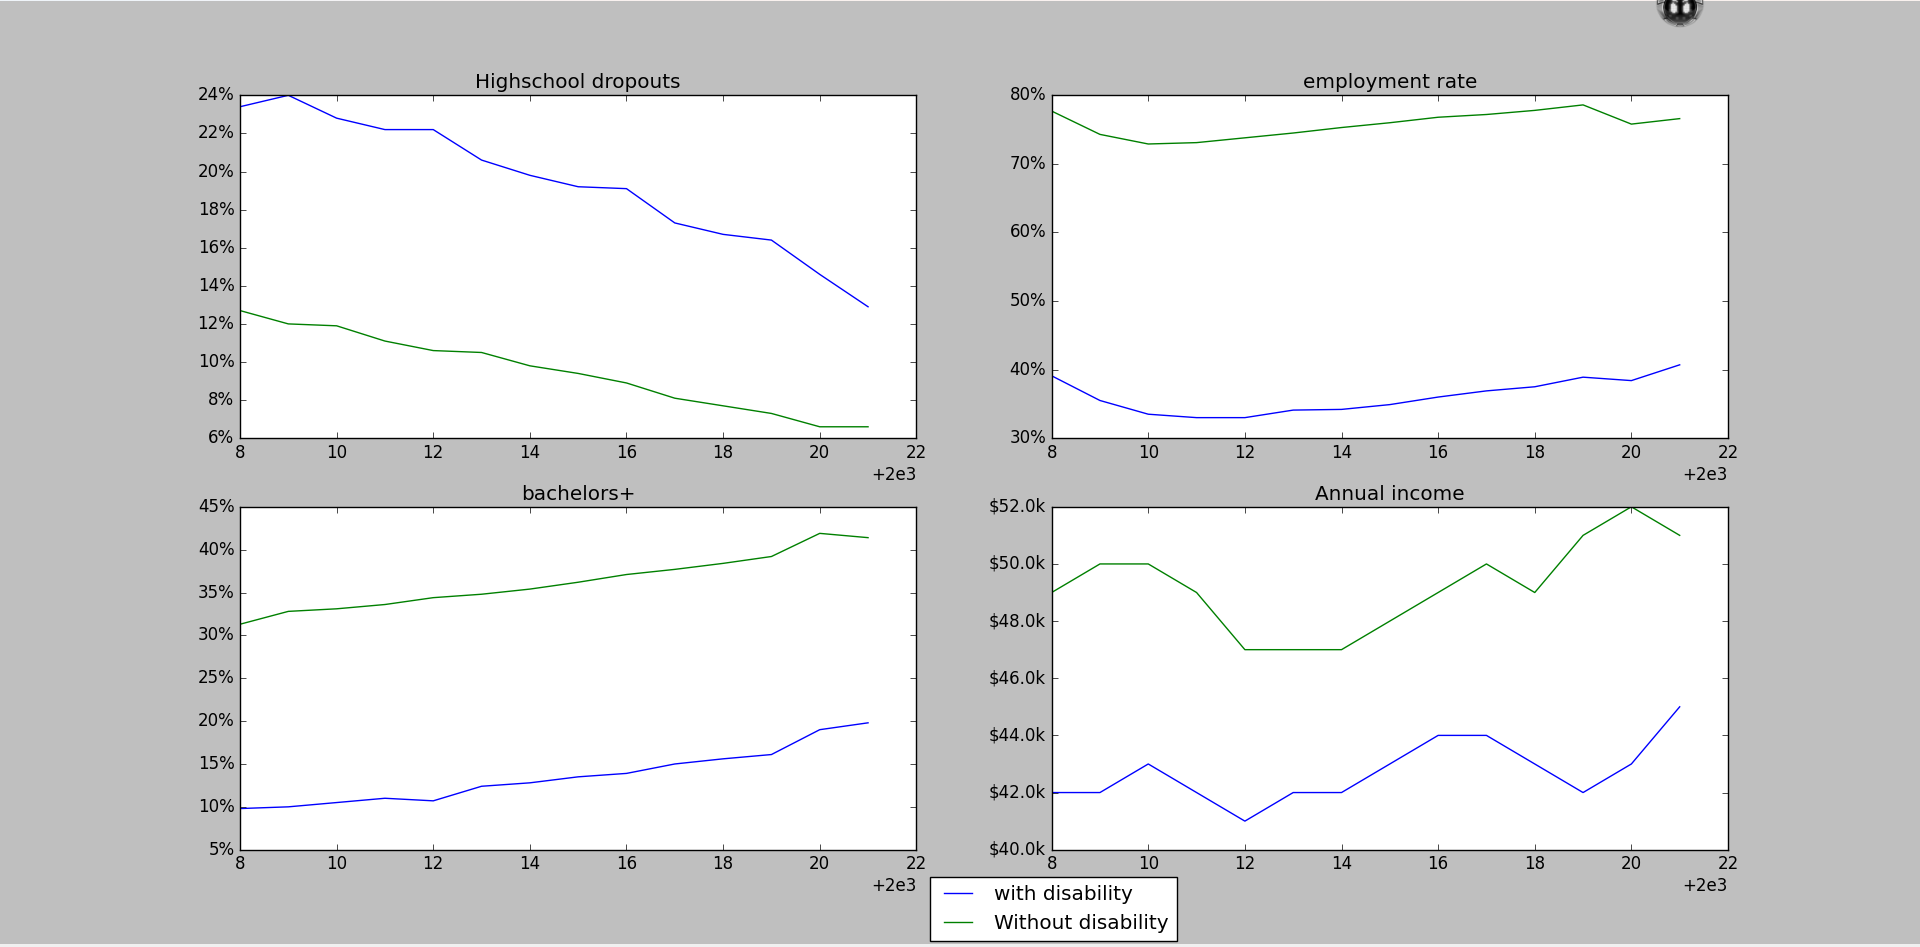 Highschool dropouts
24%
22%
20%
18%
16%
14%
12%
10%
8%
6%
8 10 12 14 16 18 20 22
+2e3
employment rate
80%
70%
60%
50%
40%
30%
8 10 12 14 16 18 20 22
+2e3
bachelors+
45%
40%
35%
30%
25%
20%
15%
10%
5%
8 10 12 14 16 18 20 22
+2e3
Annual income
$52.0k
$50.0k
$48.0k
$46.0k
$44.0k
$42.0k
$40.0k
8 10 12 14 16 18 20 22
+2e3
with disability
Without disability